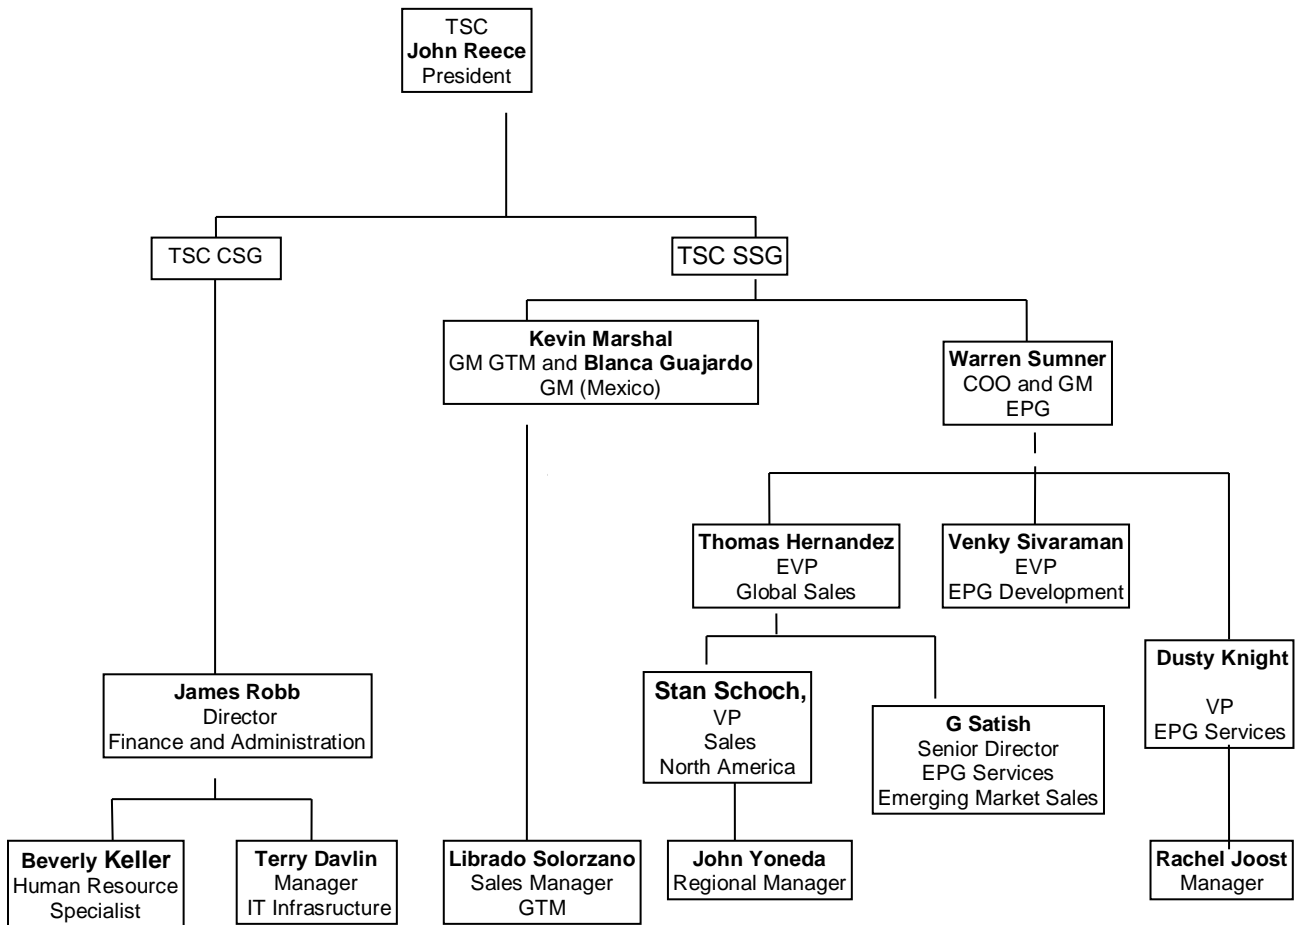 TSC
John Reece
President
TSC CSG
TSC SSG
Kevin Marshal
GM GTM and Blanca Guajardo
GM (Mexico)
Warren Sumner
COO and GM
EPG
Thomas Hernandez
EVP
Global Sales
Venky Sivaraman
EVP
EPG Development
James Robb
Director
Finance and Administration
Stan Schoch,
VP
Sales
North America
G Satish
Senior Director
EPG Services
Emerging Market Sales
Dusty Knight
VP
EPG Services
Beverly Keller
Human Resource
Specialist
Terry Davlin
Manager
IT Infrasructure
Librado Solorzano
Sales Manager
GTM
John Yoneda
Regional Manager
Rachel Joost
Manager